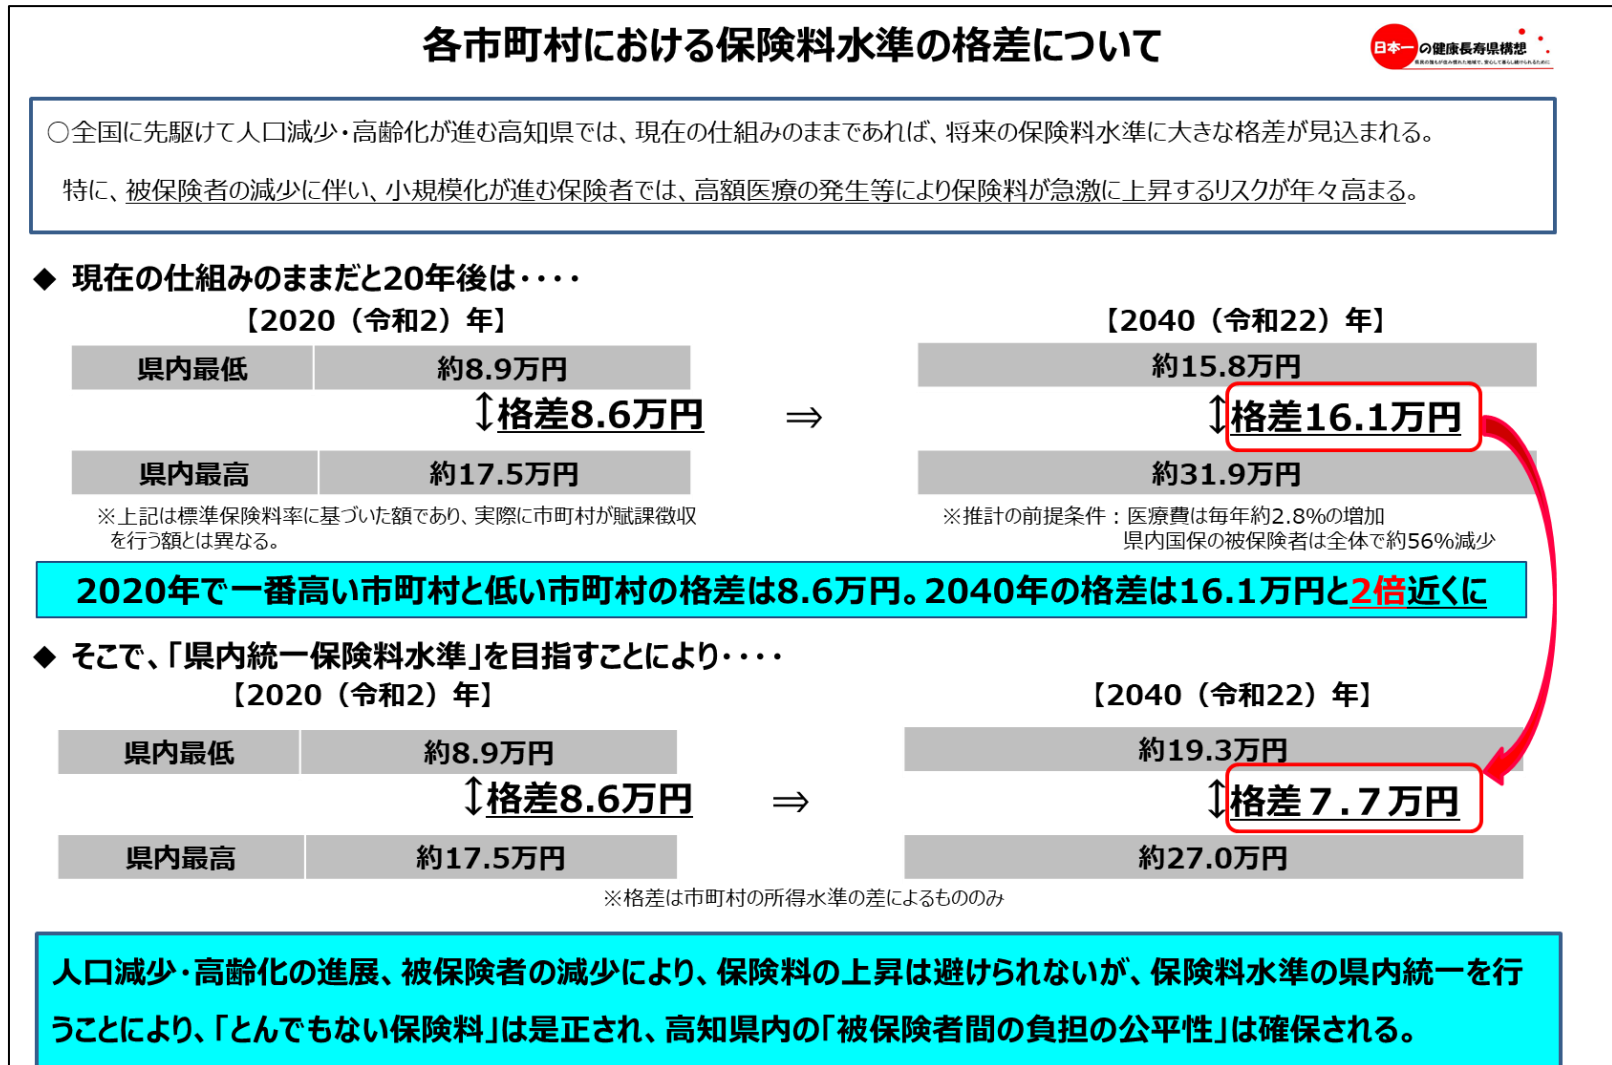 各市町村における保険料水準の格差について
日本一の健康長寿県構想
○全国に先駆けて人口減少・高齢化が進む高知県では、現在の仕組みのままであれば、将来の保険料水準に大きな格差が見込まれる。
特に、被保険者の減少に伴い、小規模化が進む保険者では、高額医療の発生等により保険料が急激に上昇するリスクが年々高まる。
◆ 現在の仕組みのままだと20年後は・・・・
【2020（令和2）年】
【2040（令和22）年】
県内最低 約8.9万円
約15.8万円
↕格差8.6万円 ⇒ ↕格差16.1万円
県内最高 約17.5万円
約31.9万円
※上記は標準保険料率に基づいた額であり、実際に市町村が賦課徴収
を行う額とは異なる。
※推計の前提条件：医療費は毎年約2.8%の増加
県内国保の被保険者は全体で約56%減少
2020年で一番高い市町村と低い市町村の格差は8.6万円。2040年の格差は16.1万円と2倍近くに
◆ そこで、「県内統一保険料水準」を目指すことにより・・・・
【2020（令和2）年】
【2040（令和22）年】
県内最低 約8.9万円
約19.3万円
↕格差8.6万円 ⇒ ↕格差７.７万円
県内最高 約17.5万円
約27.0万円
※格差は市町村の所得水準の差によるもののみ
人口減少・高齢化の進展、被保険者の減少により、保険料の上昇は避けられないが、保険料水準の県内統一を行
うことにより、「とんでもない保険料」は是正され、高知県内の「被保険者間の負担の公平性」は確保される。